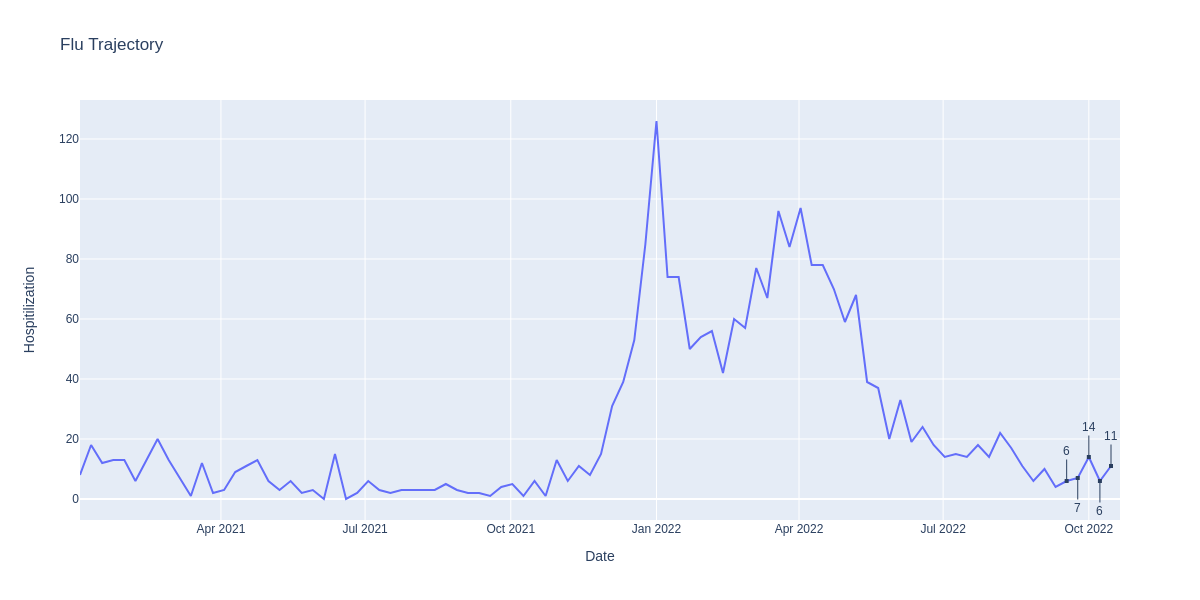 Flu Trajectory
Hospitilization
120
100
80
60
40
20
0
6
7
14
6
11
Apr 2021
Jul 2021
Oct 2021
Jan 2022
Apr 2022
Jul 2022
Oct 2022
Date